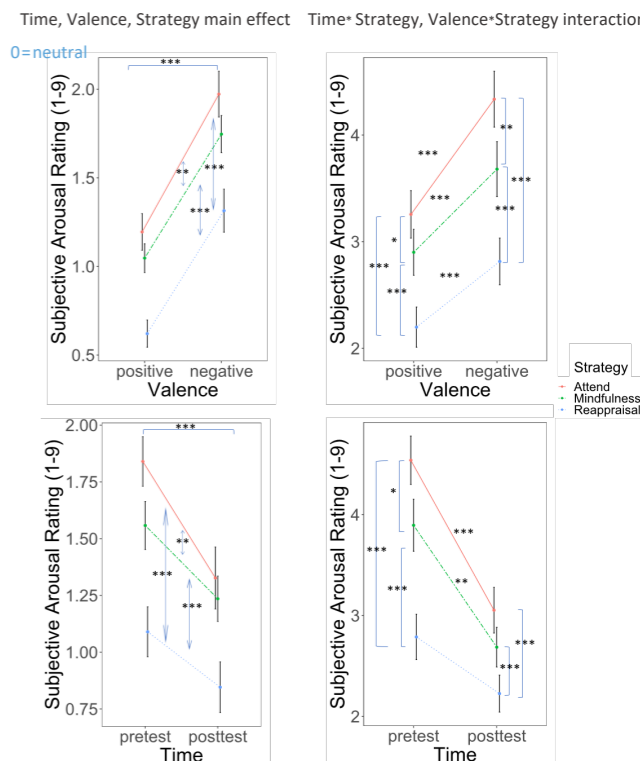 Time, Valence, Strategy main effect
Time* Strategy, Valence*Strategy interaction
0=neutral
Subjective Arousal Rating (1-9)
2.0
1.5
1.0
0.5
***
**
***
***
positive negative
Valence
Subjective Arousal Rating (1-9)
4
3
2
***
***
***
**
***
***
*
***
***
positive negative
Valence
Strategy
Attend
Mindfulness
Reappraisal
Subjective Arousal Rating (1-9)
2.00
1.75
1.50
1.25
1.00
0.75
***
**
***
***
pretest posttest
Time
Subjective Arousal Rating (1-9)
4
3
2
*
***
***
***
**
***
***
pretest posttest
Time